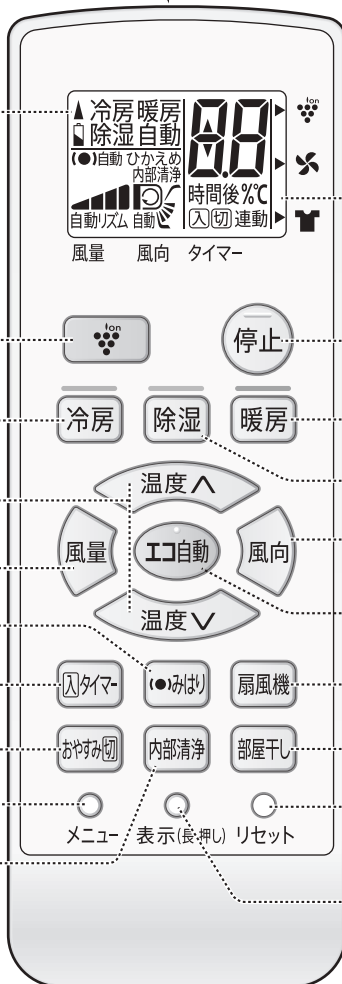 冷房 暖房
除湿 自動
(●)自動 ひかえめ
内部清浄
8.8
時間後%℃
入 切 連動
自動リズム 自動
風量 風向 タイマー
ion
ion
停止
冷房 除湿 暖房
温度∧
風量 エコ自動 風向
温度∨
入タイマー (●)みはり 扇風機
おやすみ切 内部清浄 部屋干し
メニュー 表示(長押し) リセット